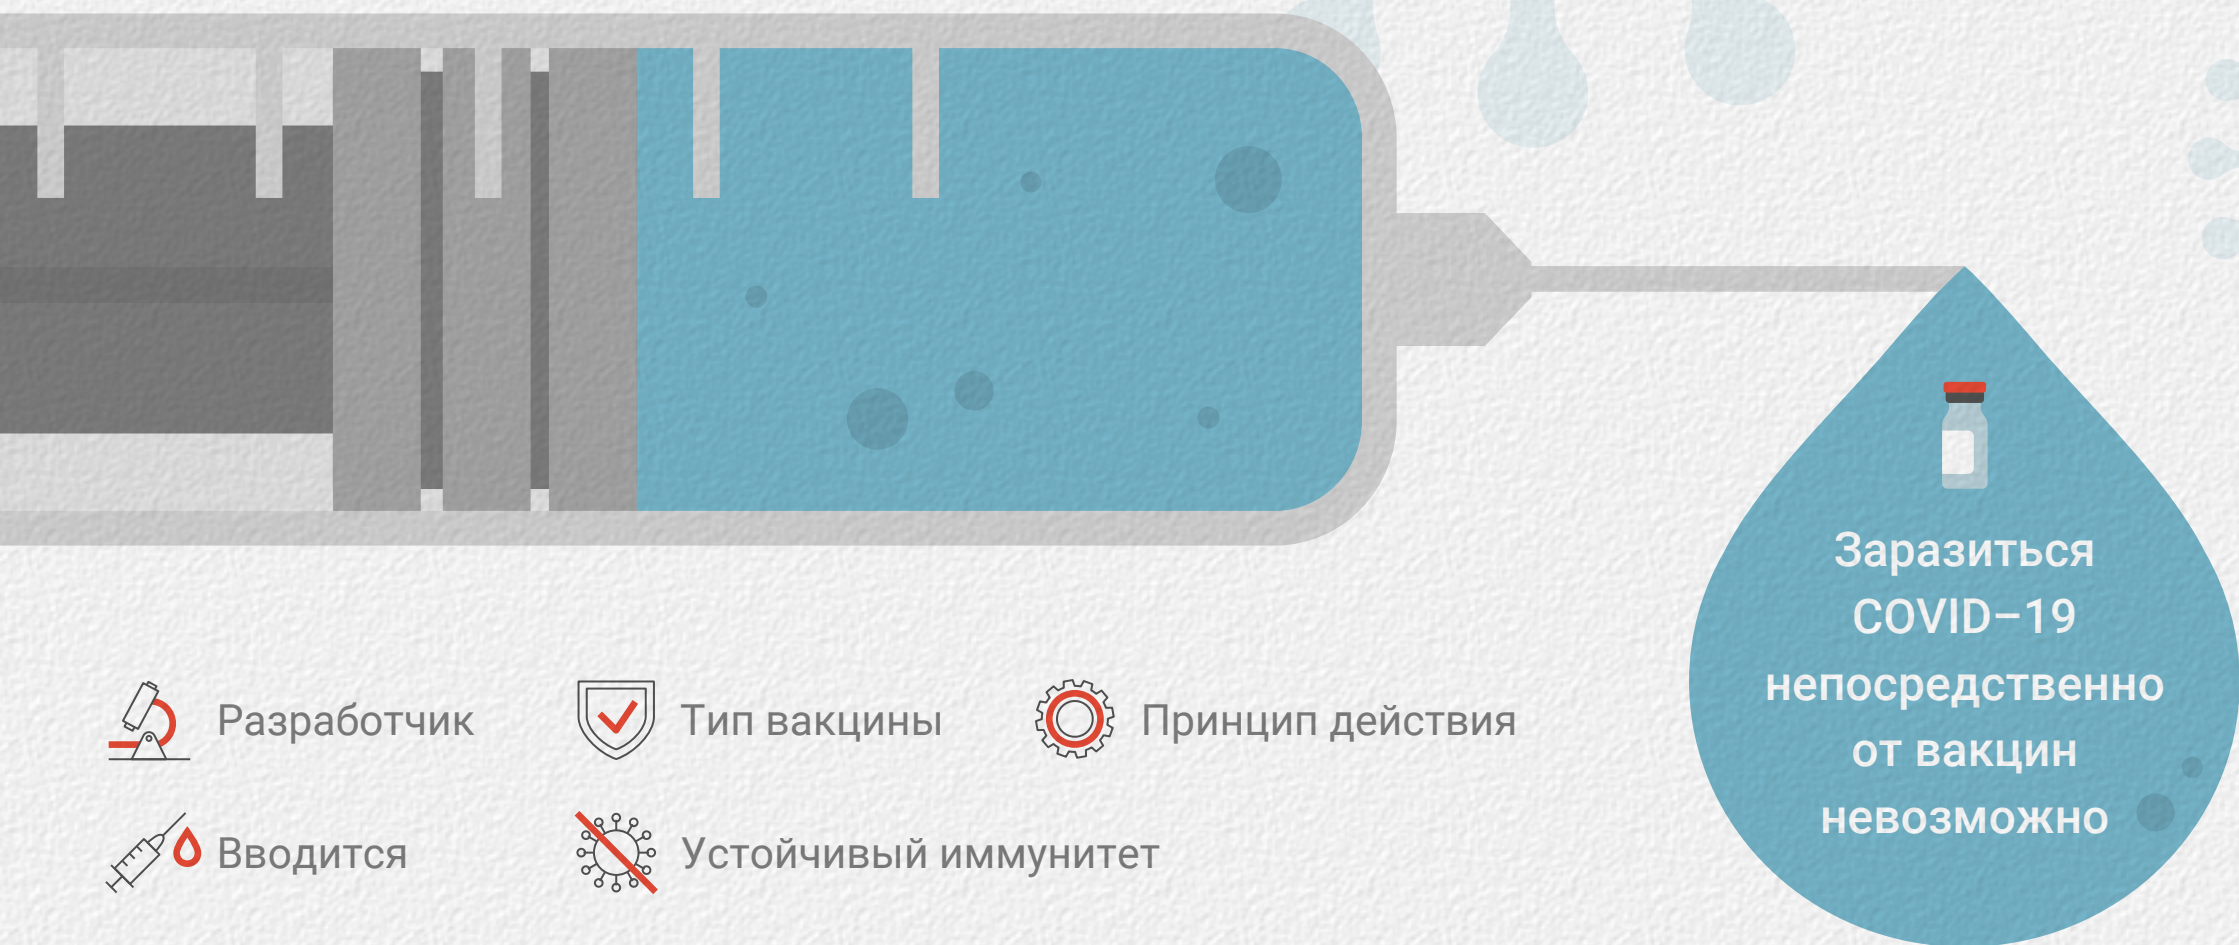 Заразиться
COVID–19
непосредственно
от вакцин
невозможно
Разработчик
Тип вакцины
Принцип действия
Вводится
Устойчивый иммунитет